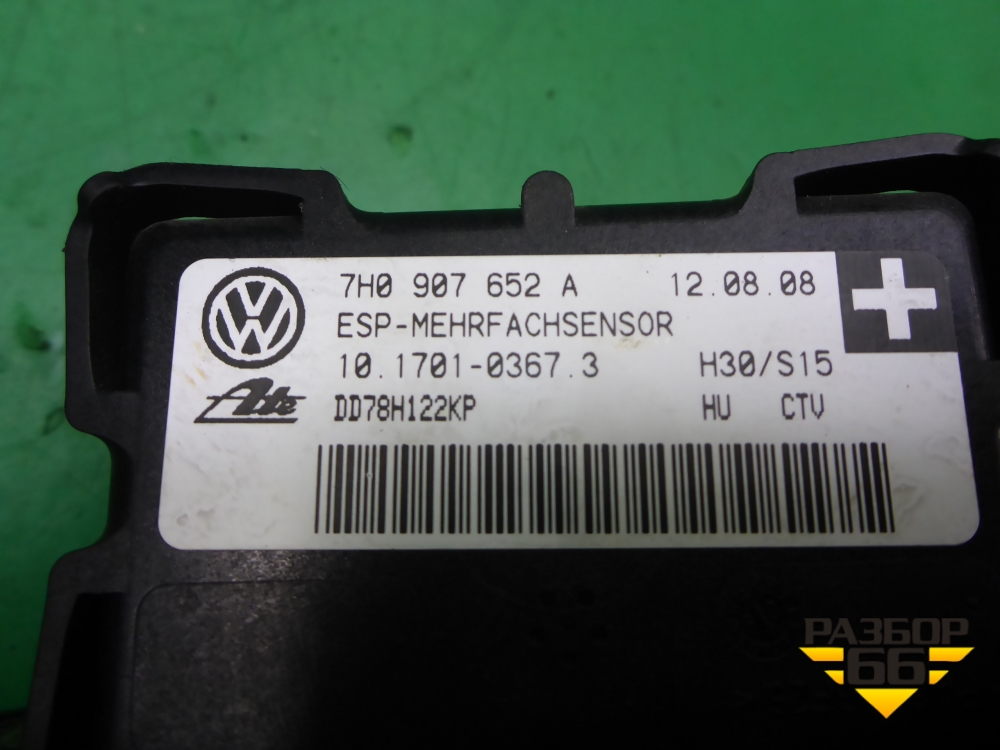 7H0 907 652 A 12.08.08
ESP-MEHRFACHSENSOR
10.1701-0367.3 H30/S15
Ate DD78H122KP HU CTV
РАЗБОР
66